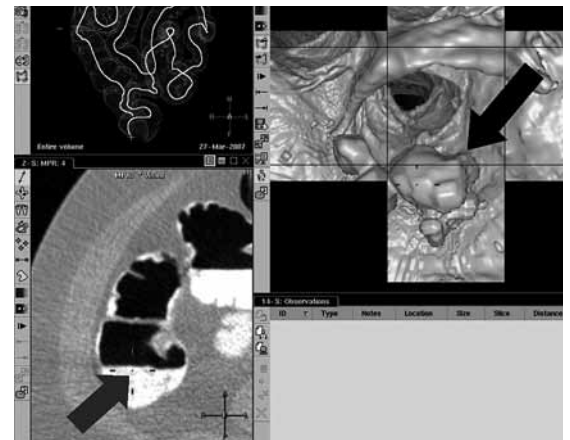 Entire volume
27-Mar-2007
2- S: MPR: 4
14- S: Observations
ID Type Notes Location Size Slice Distance